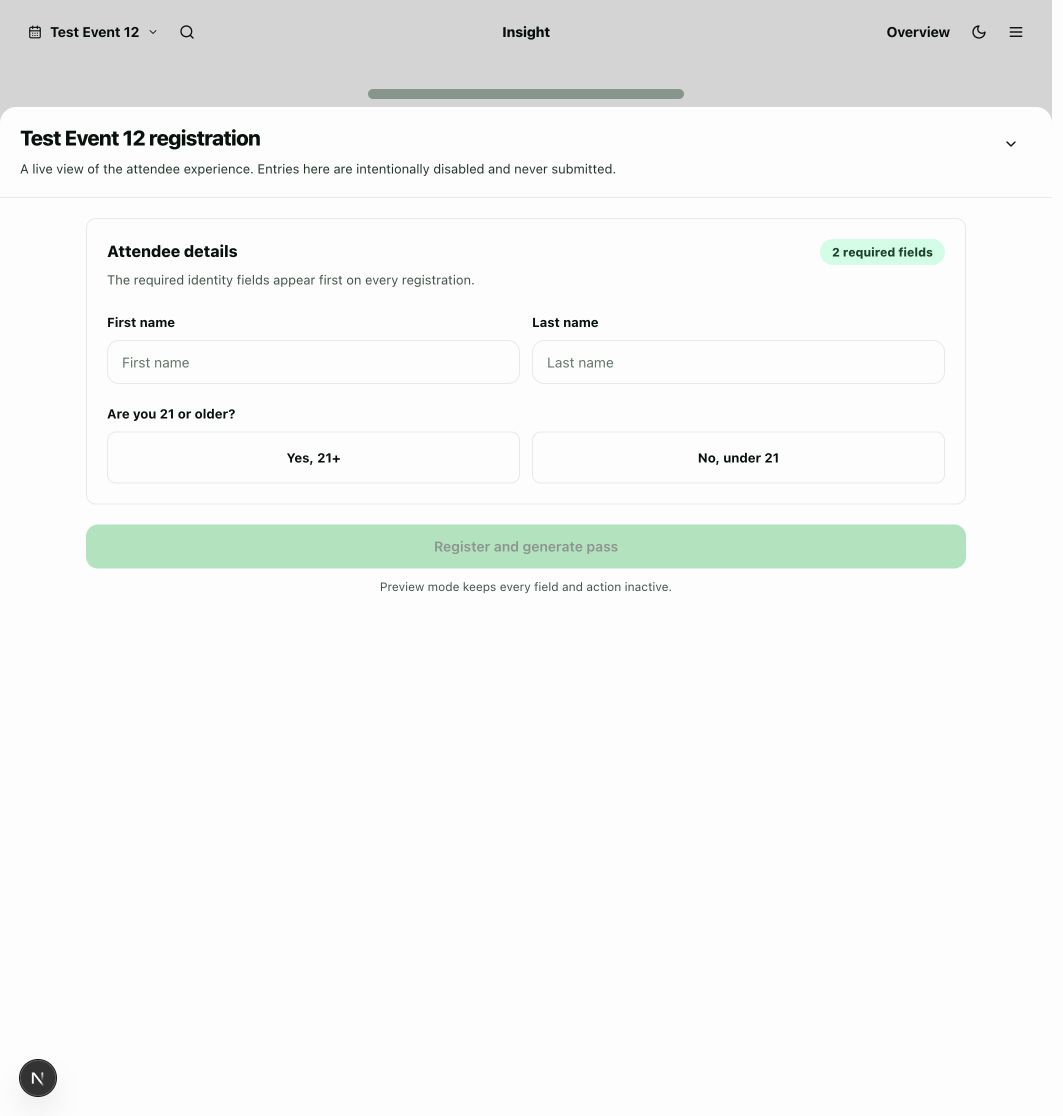 Test Event 12
Insight
Overview
Test Event 12 registration
A live view of the attendee experience. Entries here are intentionally disabled and never submitted.
Attendee details
2 required fields
The required identity fields appear first on every registration.
First name
Last name
First name
Last name
Are you 21 or older?
Yes, 21+
No, under 21
Register and generate pass
Preview mode keeps every field and action inactive.
N